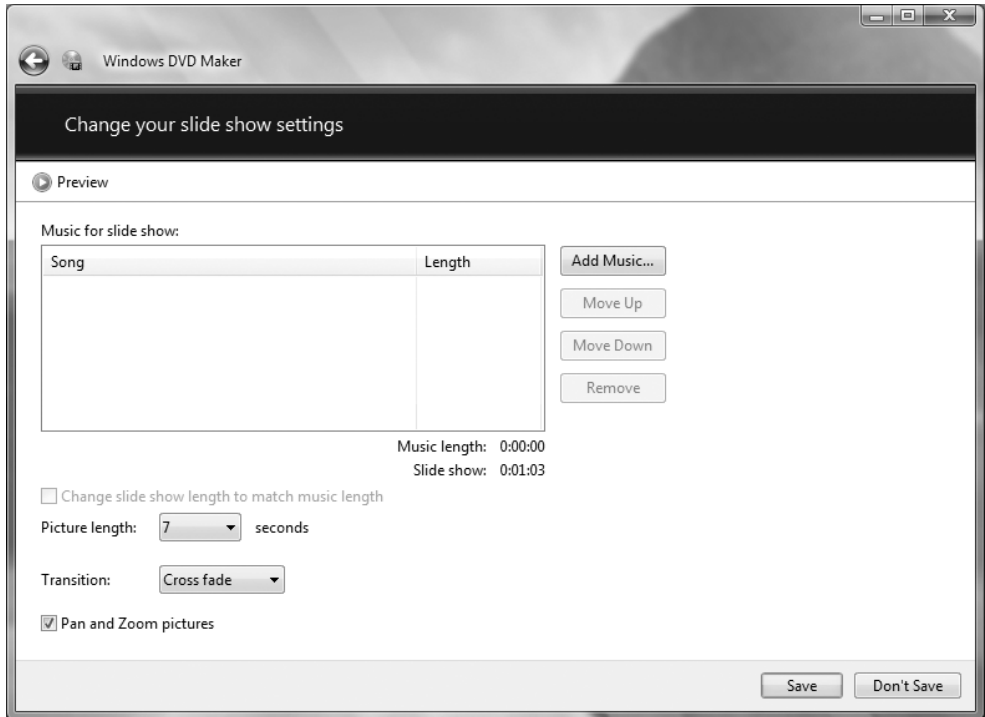 Windows DVD Maker
Change your slide show settings
Preview
Music for slide show:
Song Length
Add Music...
Move Up
Move Down
Remove
Music length: 0:00:00
Slide show: 0:01:03
Change slide show length to match music length
Picture length: 7 seconds
Transition: Cross fade
Pan and Zoom pictures
Save Don't Save